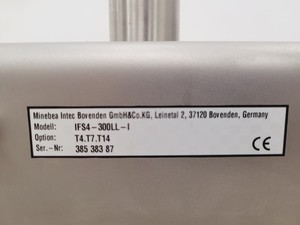 Minebea Intec Bovenden GmbH&Co.KG, Leinetal 2, 37120 Bovenden, Germany
Modell: IFS4-300LL-I
Option: T4.T7.T14
Ser.-Nr: 385 383 87
CE